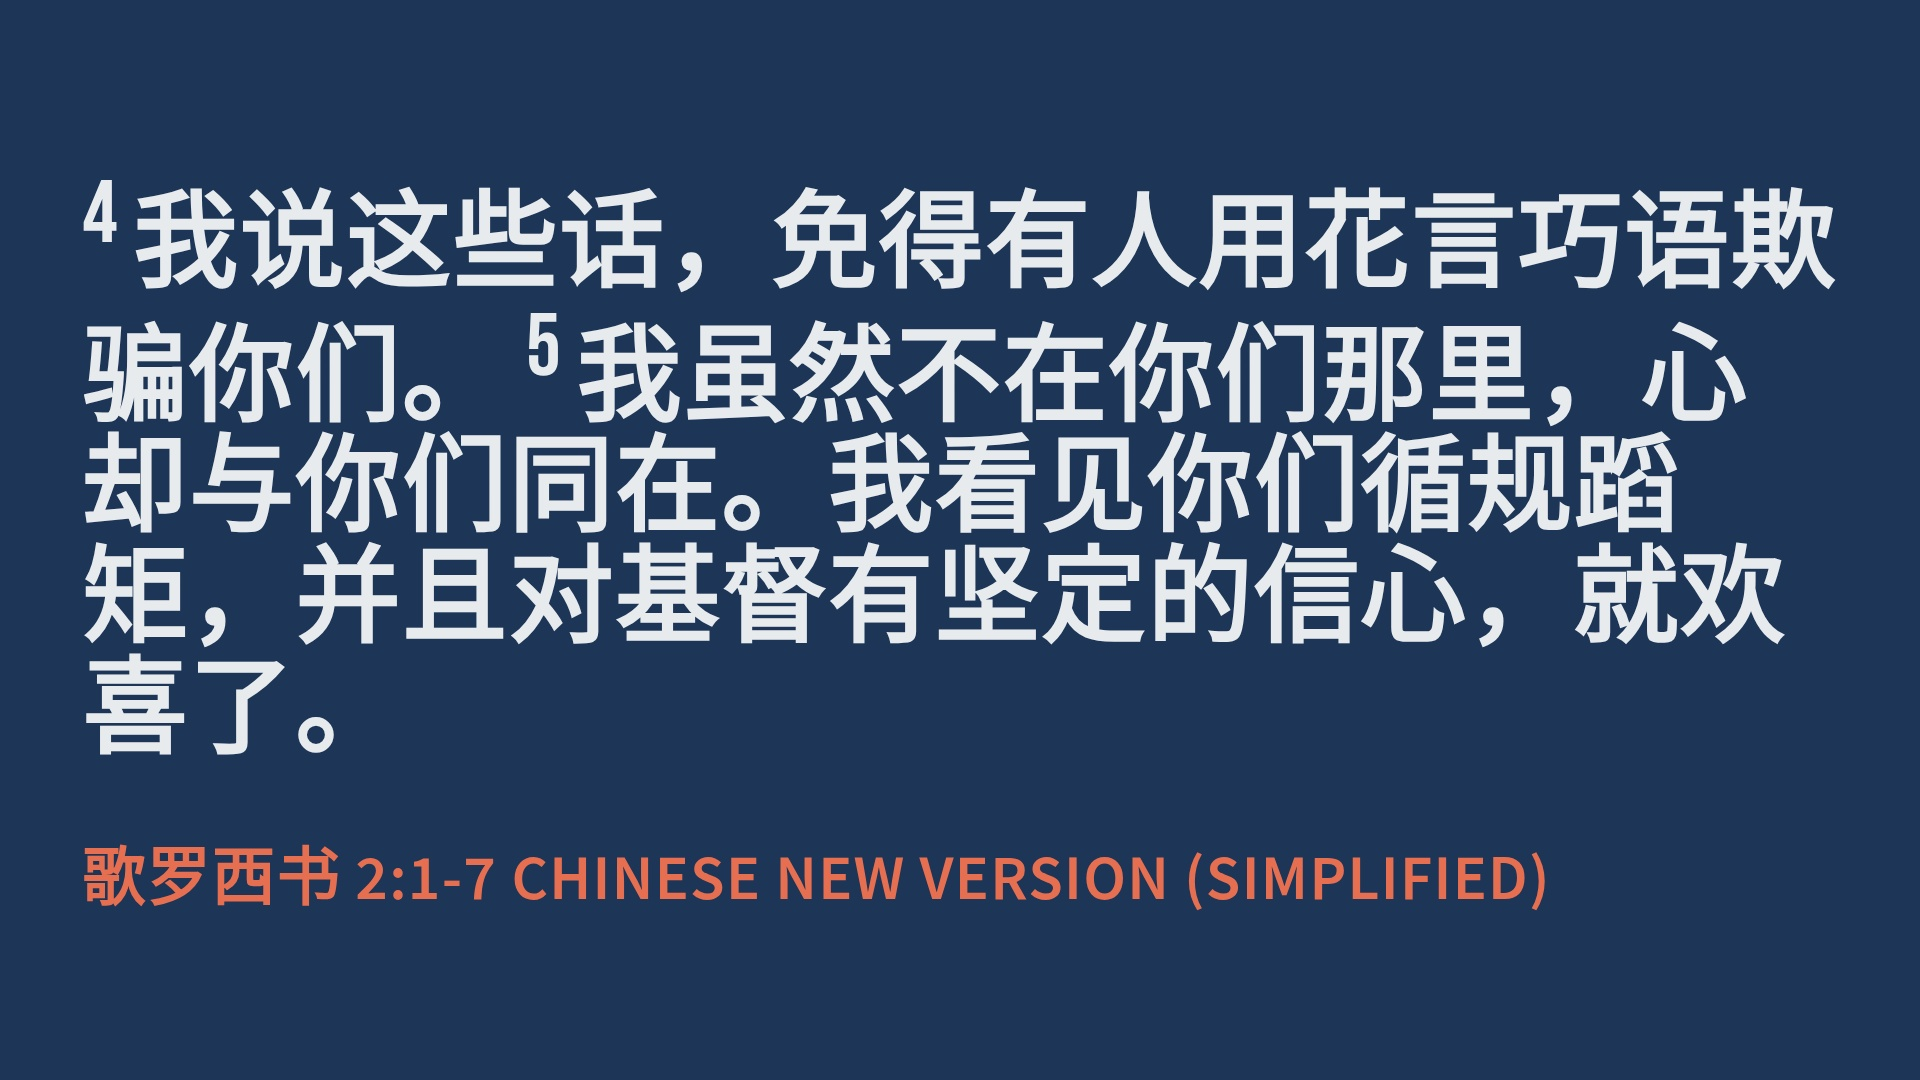 4 我说这些话，免得有人用花言巧语欺
骗你们。 5 我虽然不在你们那里，心
却与你们同在。我看见你们循规蹈
矩，并且对基督有坚定的信心，就欢
喜了。
歌罗西书 2:1-7 CHINESE NEW VERSION (SIMPLIFIED)